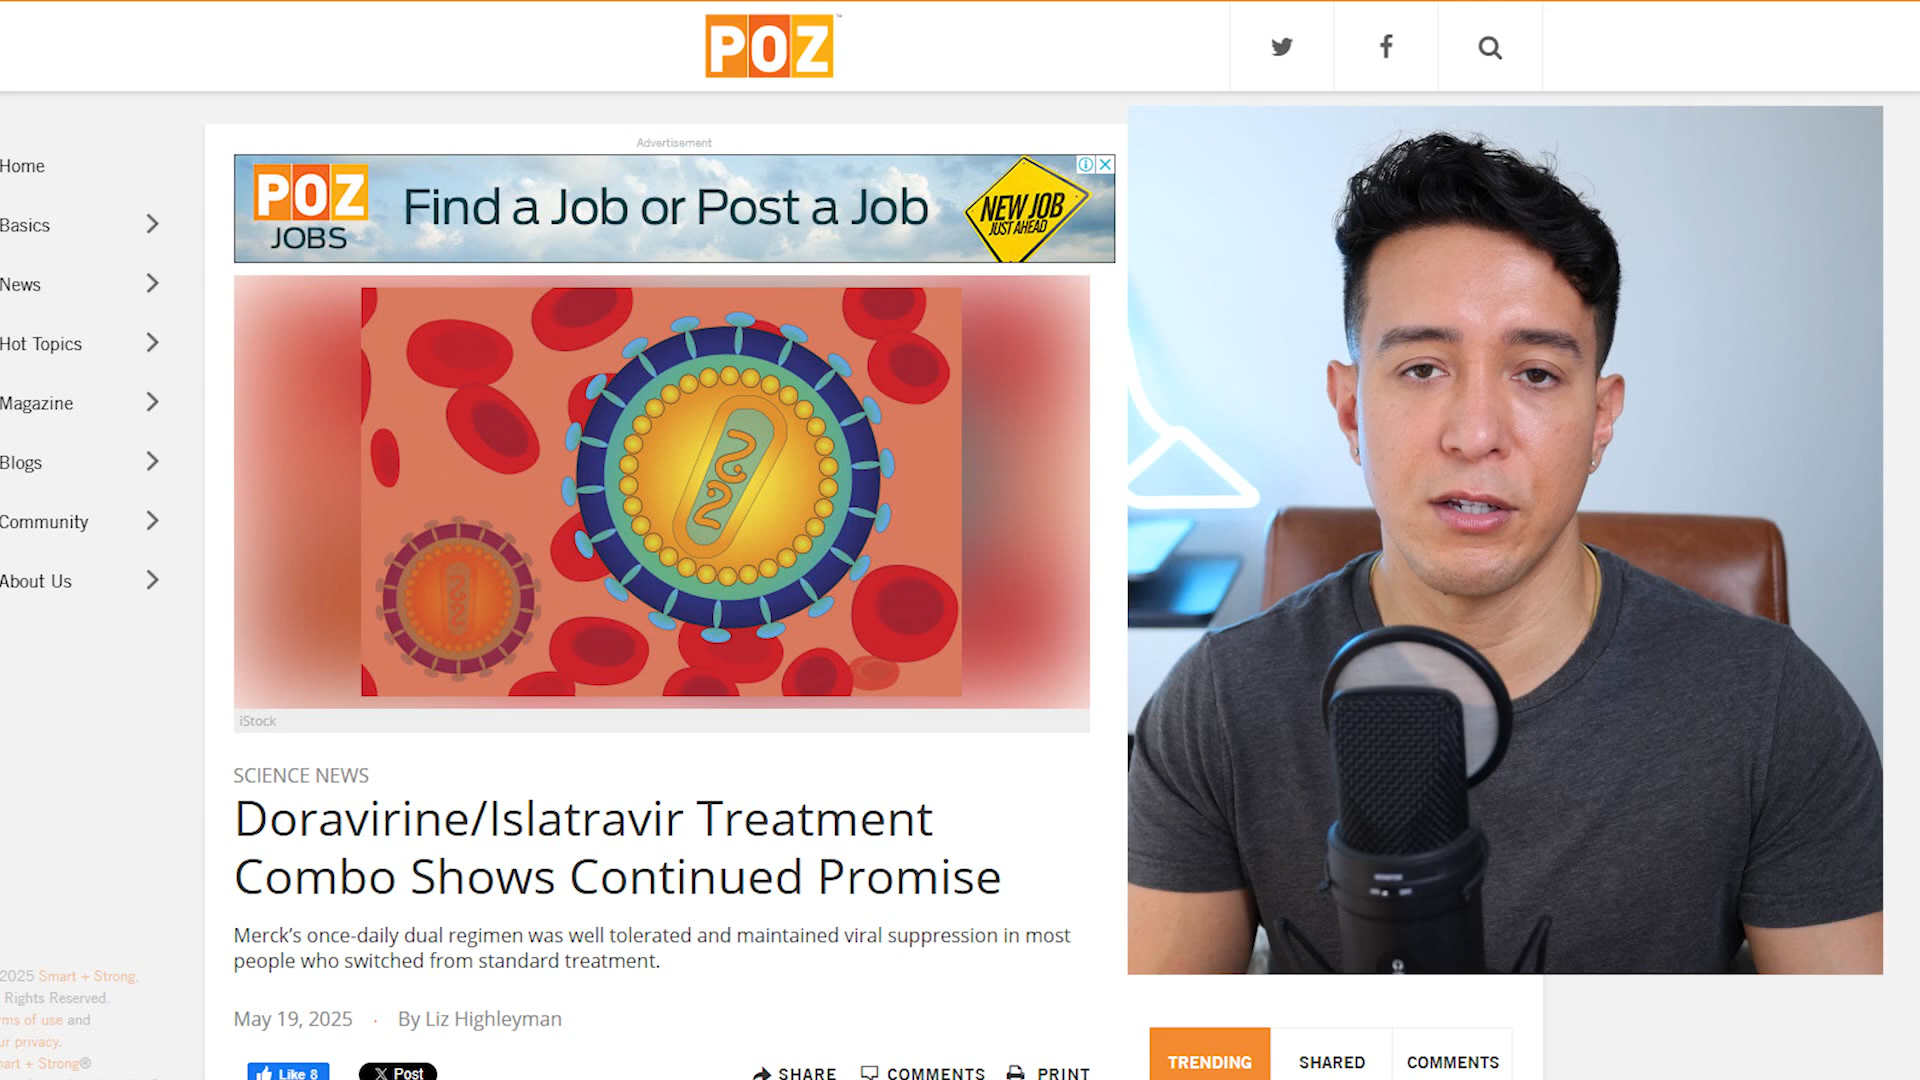 POZ
Home
Basics
News
Hot Topics
Magazine
Blogs
Community
About Us
2025 Smart + Strong.
Rights Reserved.
rms of use and
ur privacy.
mart + Strong®
Advertisement
POZ
JOBS
Find a Job or Post a Job
NEW JOB
JUST AHEAD
iStock
SCIENCE NEWS
Doravirine/Islatravir Treatment
Combo Shows Continued Promise
Merck’s once-daily dual regimen was well tolerated and maintained viral suppression in most
people who switched from standard treatment.
May 19, 2025 · By Liz Highleyman
Like 8
Post
SHARE
COMMENTS
PRINT
TRENDING
SHARED
COMMENTS